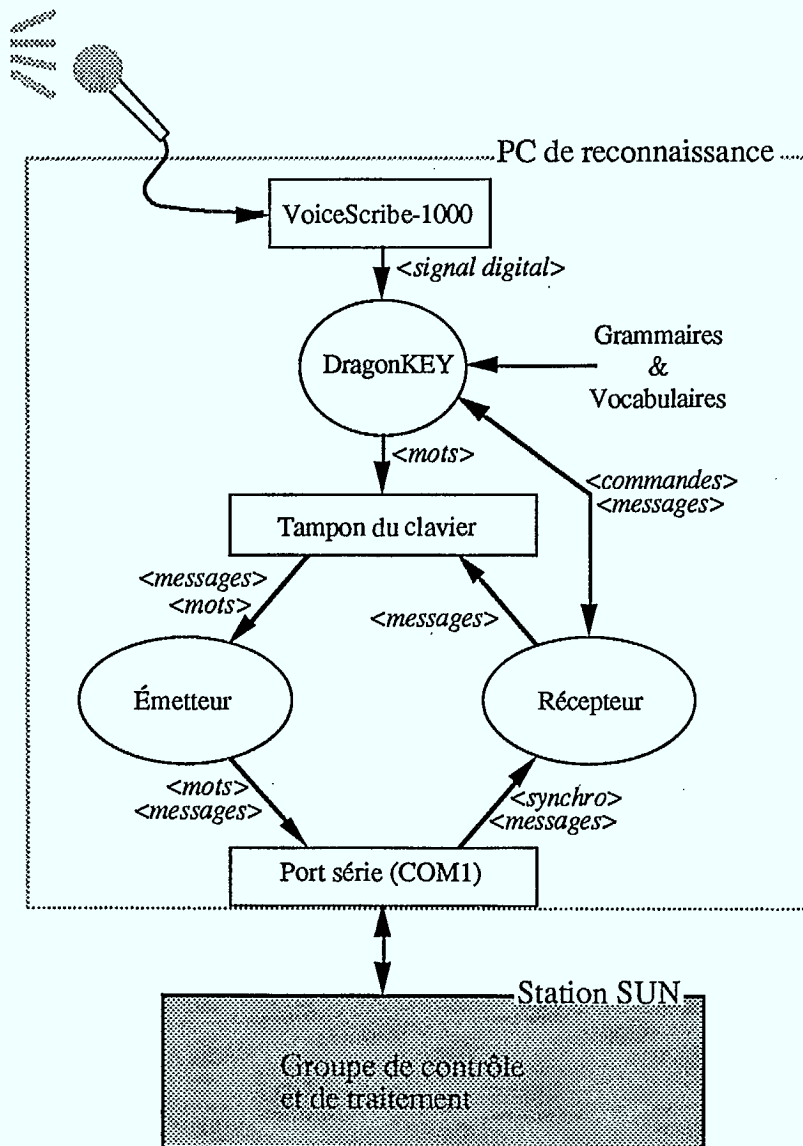 PC de reconnaissance
VoiceScribe-1000
<signal digital>
DragonKEY
Grammaires
&
Vocabulaires
<mots>
<commandes>
<messages>
Tampon du clavier
<messages>
<mots>
<messages>
Émetteur
Récepteur
<mots>
<messages>
<synchro>
<messages>
Port série (COM1)
Station SUN
Groupe de contrôle
et de traitement